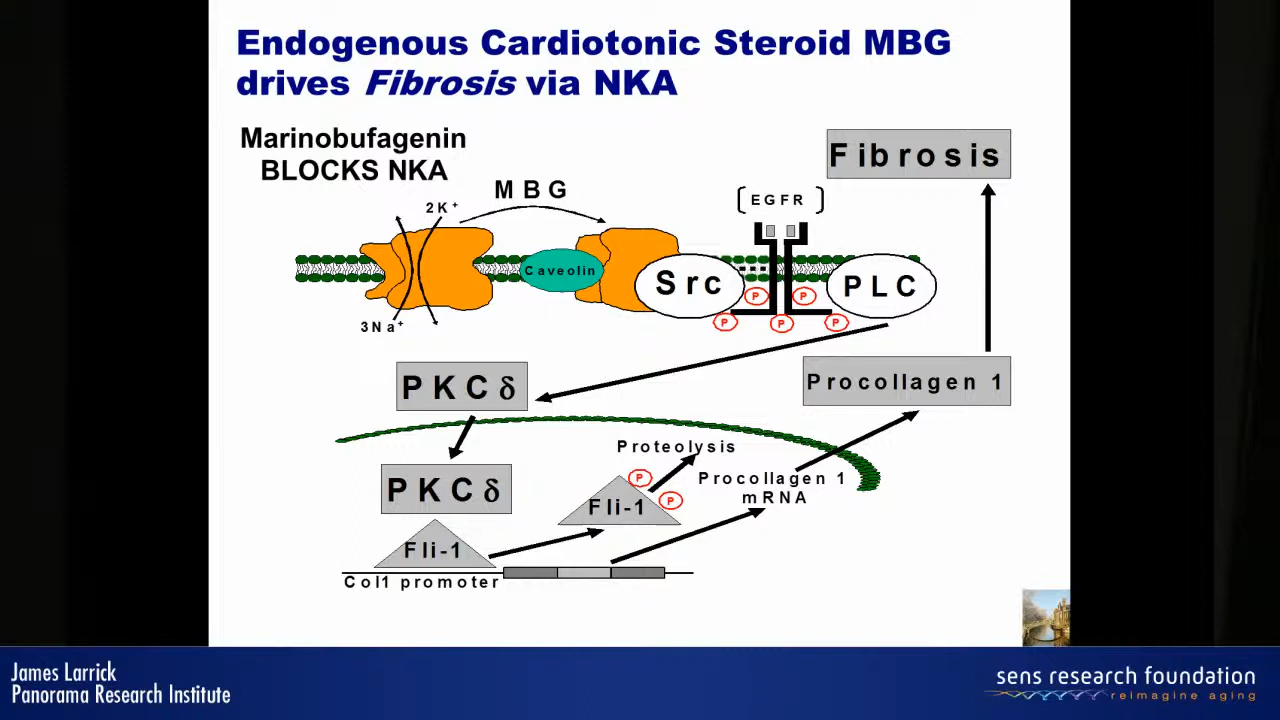 Endogenous Cardiotonic Steroid MBG
drives Fibrosis via NKA
Marinobufagenin
BLOCKS NKA
Fibrosis
MBG
2K+
[EGFR]
Caveolin
Src
PLC
P
P
P
P
P
3Na+
PKCδ
Procollagen 1
Proteolysis
PKCδ
P
P
Procollagen 1
mRNA
Fli-1
Fli-1
Col1 promoter
James Larrick
Panorama Research Institute
sens research foundation
reimagine aging